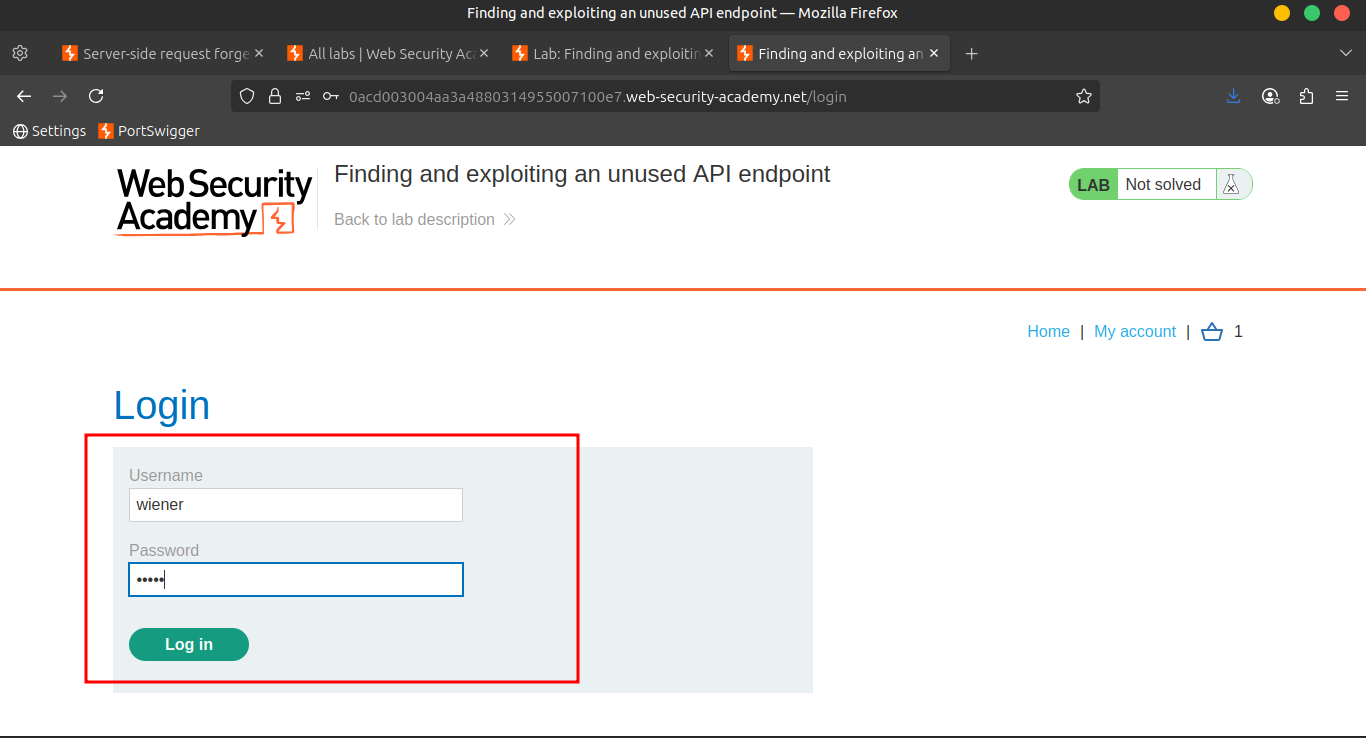 Finding and exploiting an unused API endpoint — Mozilla Firefox
Server-side request forge
All labs | Web Security Ac
Lab: Finding and exploitin
Finding and exploiting an
0acd003004aa3a4880314955007100e7.web-security-academy.net/login
Settings
PortSwigger
Web Security Academy
Finding and exploiting an unused API endpoint
Back to lab description
LAB Not solved
Home | My account | 1
Login
Username
wiener
Password
•••••
Log in